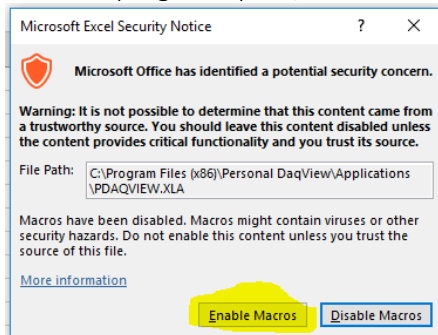 Microsoft Excel Security Notice ? ×
Microsoft Office has identified a potential security concern.
Warning: It is not possible to determine that this content came from
a trustworthy source. You should leave this content disabled unless
the content provides critical functionality and you trust its source.
File Path: C:\Program Files (x86)\Personal DaqView\Applications
\PDAQVIEW.XLA
Macros have been disabled. Macros might contain viruses or other
security hazards. Do not enable this content unless you trust the
source of this file.
More information
Enable Macros Disable Macros